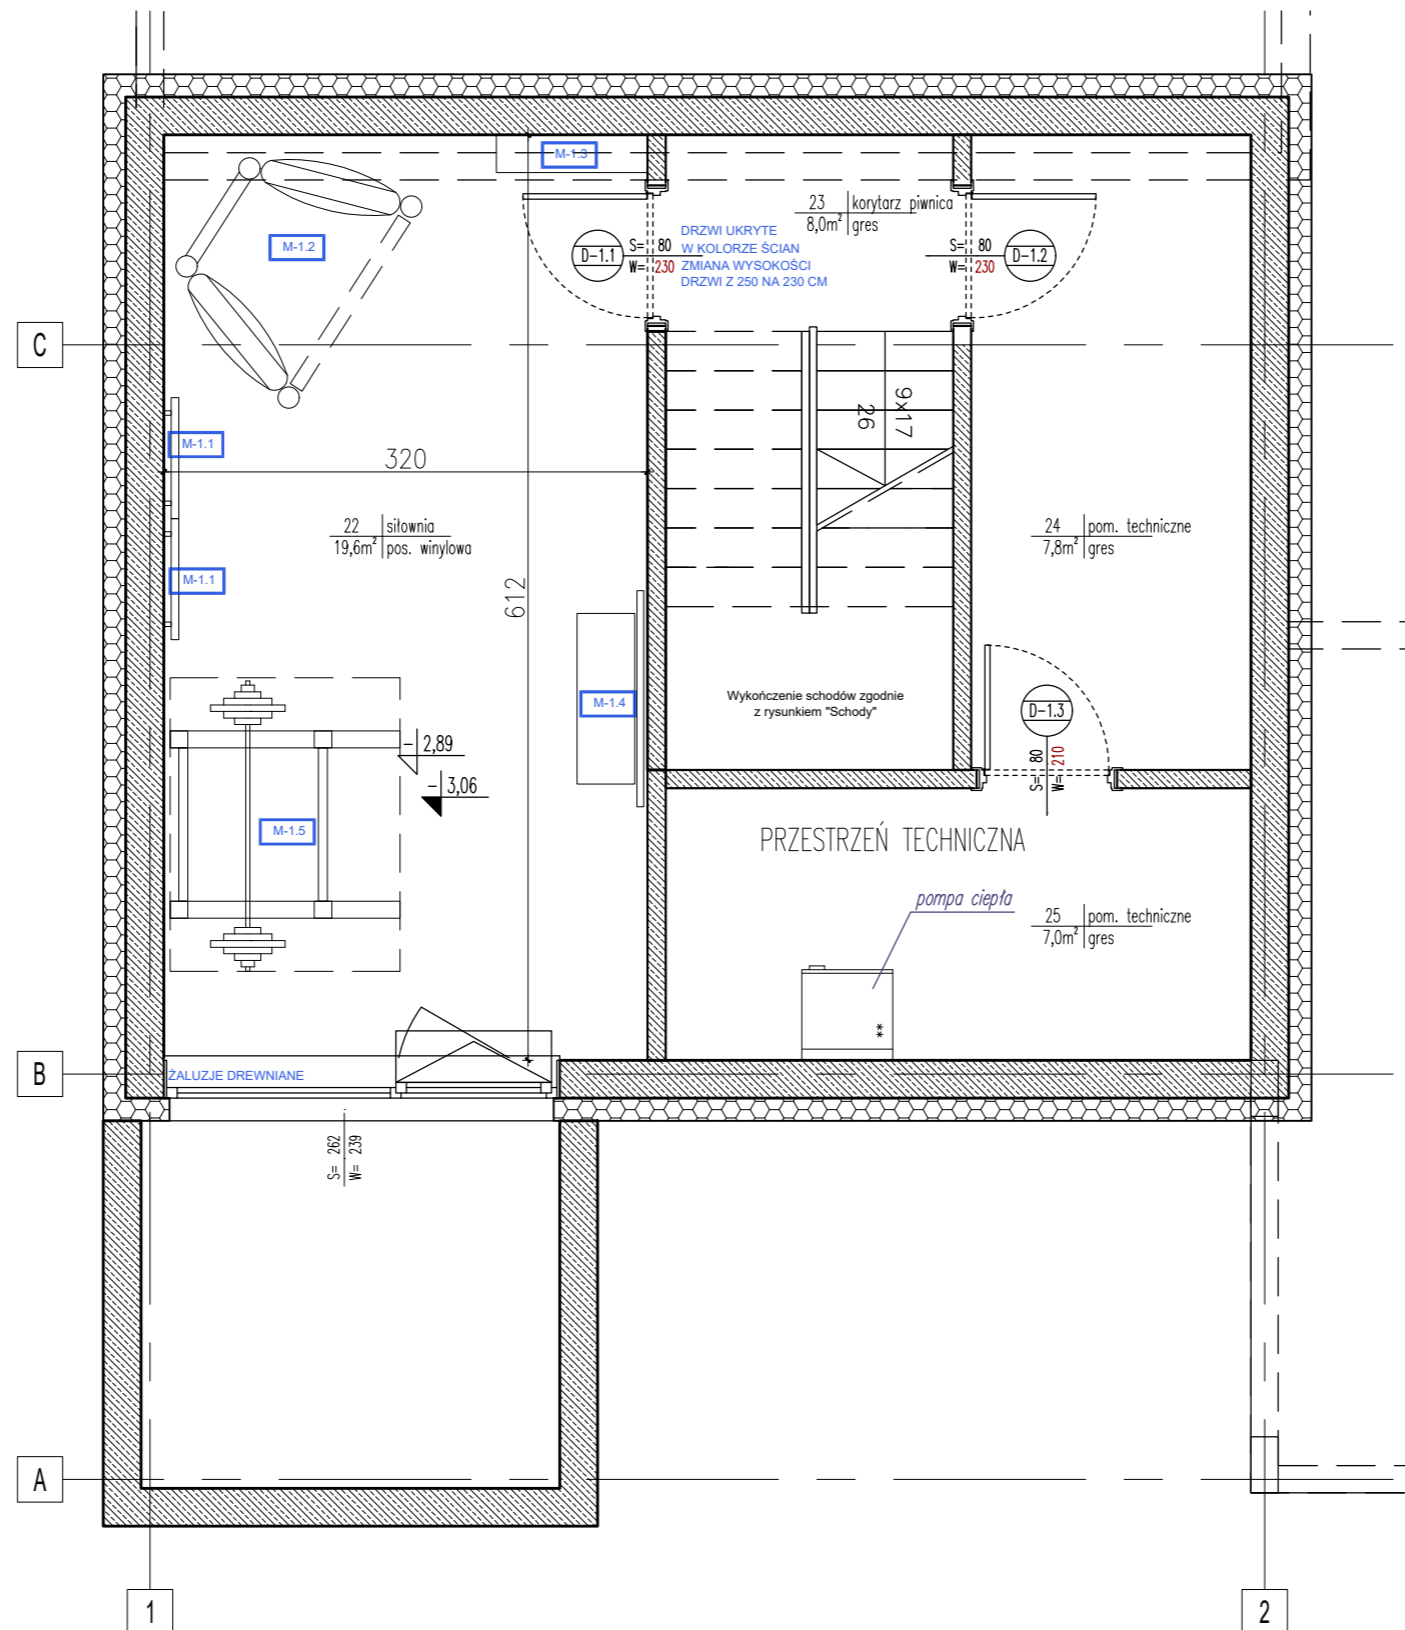 M-1.3
23 korytarz piwnica
8,0m² gres
DRZWI UKRYTE
W KOLORZE ŚCIAN
ZMIANA WYSOKOŚCI
DRZWI Z 250 NA 230 CM
M-1.2
D-1.1
S= 80
W= 230
S= 80
W= 230
D-1.2
C
9x17
26
M-1.1
320
22 siłownia
19,6m² pos. winylowa
24 pom. techniczne
7,8m² gres
M-1.1
612
M-1.4
Wykończenie schodów zgodnie
z rysunkiem "Schody"
D-1.3
S= 80
W= 210
- 2,89
- 3,06
M-1.5
PRZESTRZEŃ TECHNICZNA
pompa ciepła
25 pom. techniczne
7,0m² gres
**
B
ŻALUZJE DREWNIANE
S= 262
W= 239
A
1
2